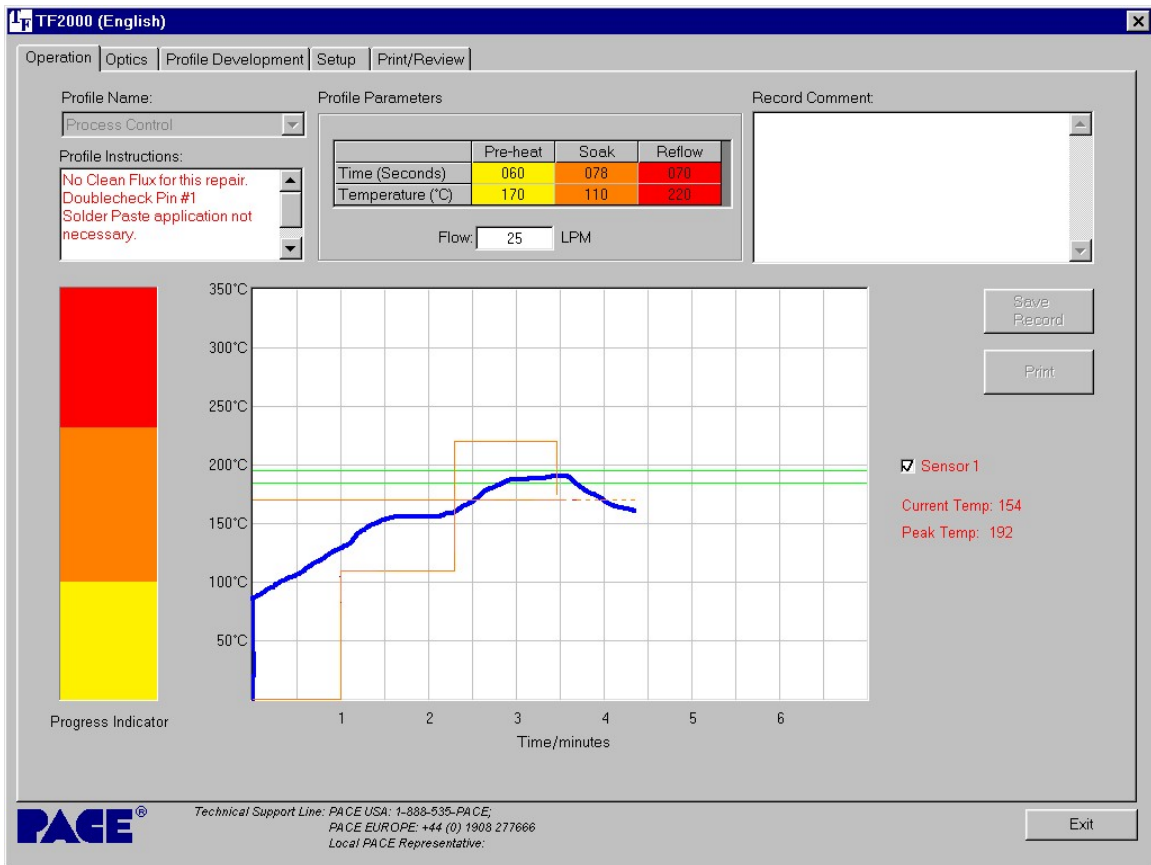 TF2000 (English)
Operation Optics Profile Development Setup Print/Review
Profile Name:
Process Control
Profile Instructions:
No Clean Flux for this repair.
Doublecheck Pin #1
Solder Paste application not
necessary.
Profile Parameters
Pre-heat Soak Reflow
Time (Seconds) 060 078 070
Temperature (°C) 170 110 220
Flow: 25 LPM
Record Comment:
Save
Record
Print
350°C
300°C
250°C
200°C
150°C
100°C
50°C
1 2 3 4 5 6
Time/minutes
Progress Indicator
Sensor 1
Current Temp: 154
Peak Temp: 192
PACE®
Technical Support Line: PACE USA: 1-888-535-PACE;
PACE EUROPE: +44 (0) 1908 277666
Local PACE Representative:
Exit